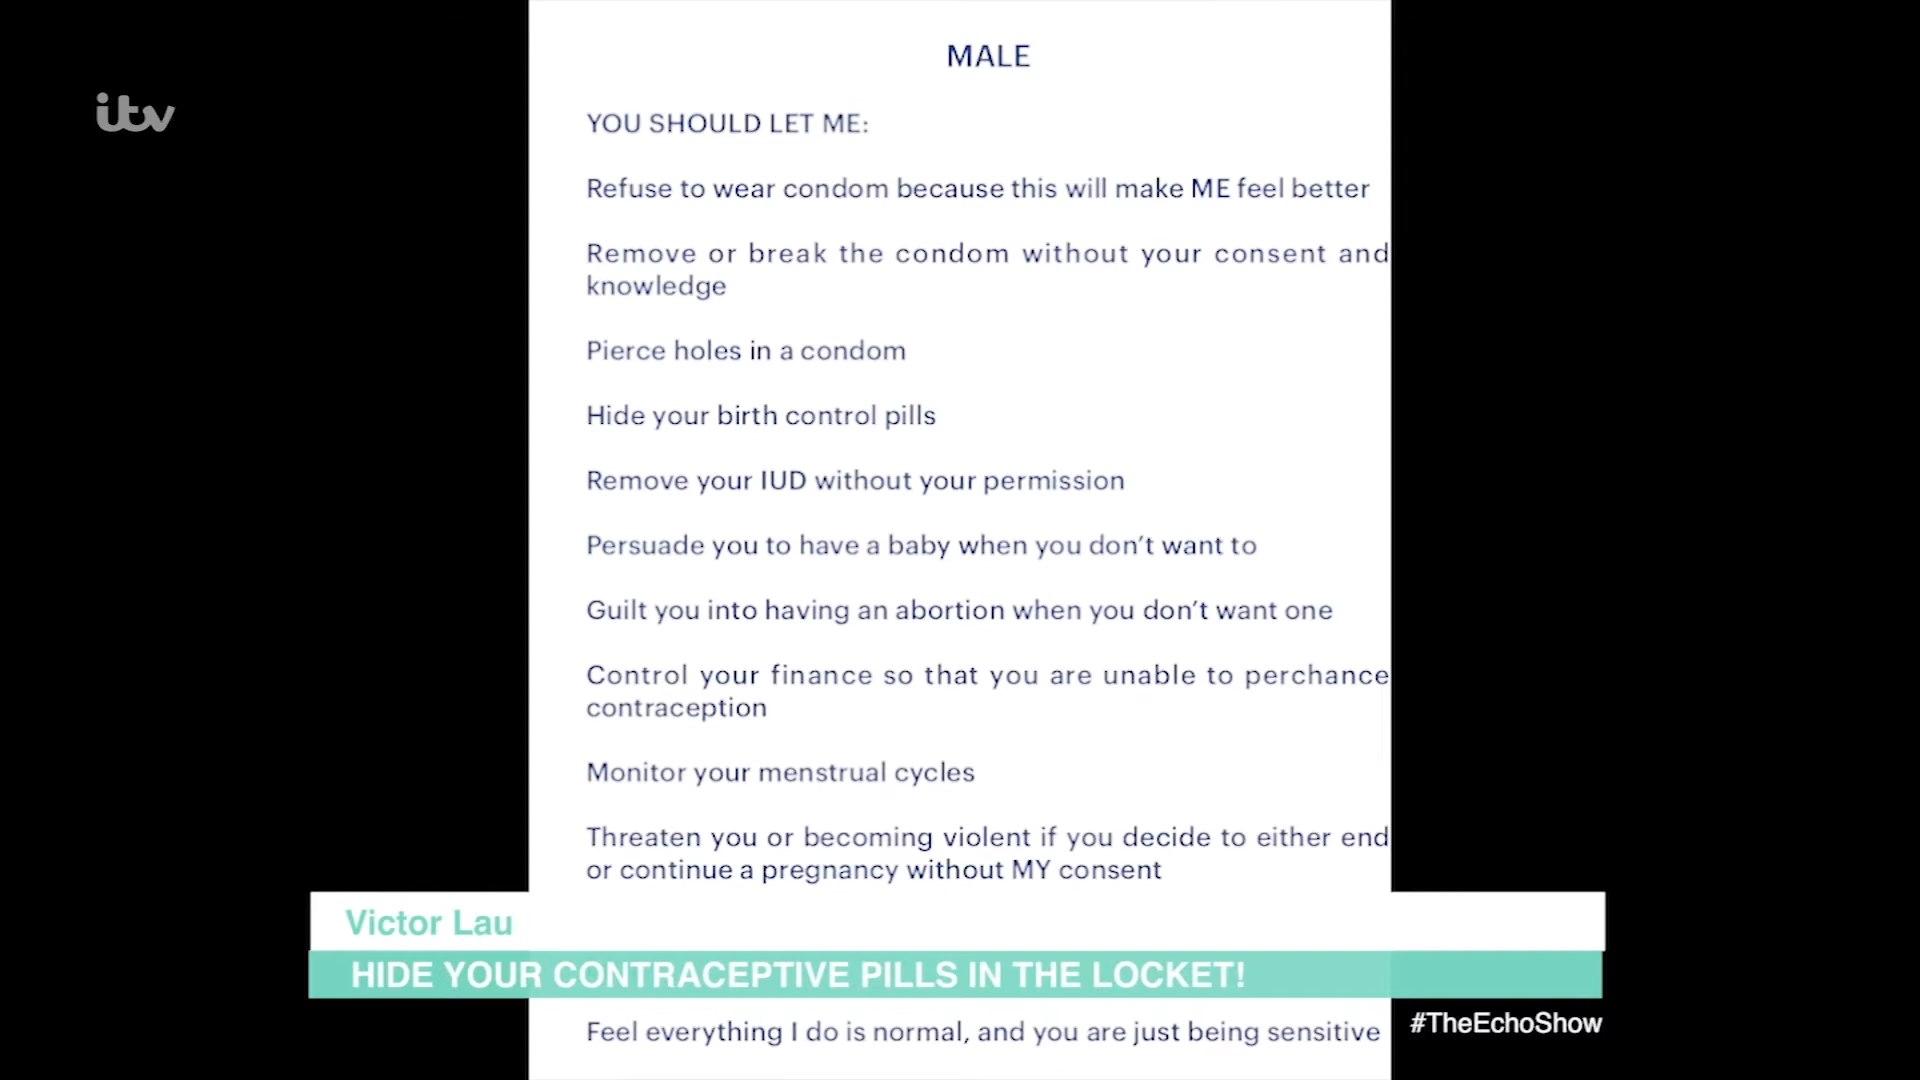 MALE
itv
YOU SHOULD LET ME:
Refuse to wear condom because this will make ME feel better
Remove or break the condom without your consent and
knowledge
Pierce holes in a condom
Hide your birth control pills
Remove your IUD without your permission
Persuade you to have a baby when you don’t want to
Guilt you into having an abortion when you don’t want one
Control your finance so that you are unable to perchance
contraception
Monitor your menstrual cycles
Threaten you or becoming violent if you decide to either end
or continue a pregnancy without MY consent
Victor Lau
HIDE YOUR CONTRACEPTIVE PILLS IN THE LOCKET!
Feel everything I do is normal, and you are just being sensitive
#TheEchoShow